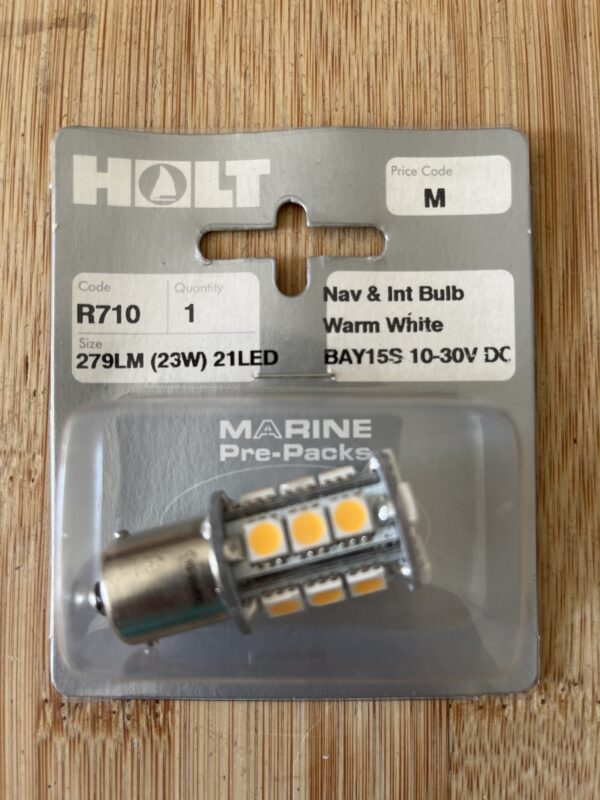 HOLT
Price Code
M
Code
R710
Quantity
1
Size
279LM (23W) 21LED
Nav & Int Bulb
Warm White
BAY15S 10-30V DC
MARINE
Pre-Packs